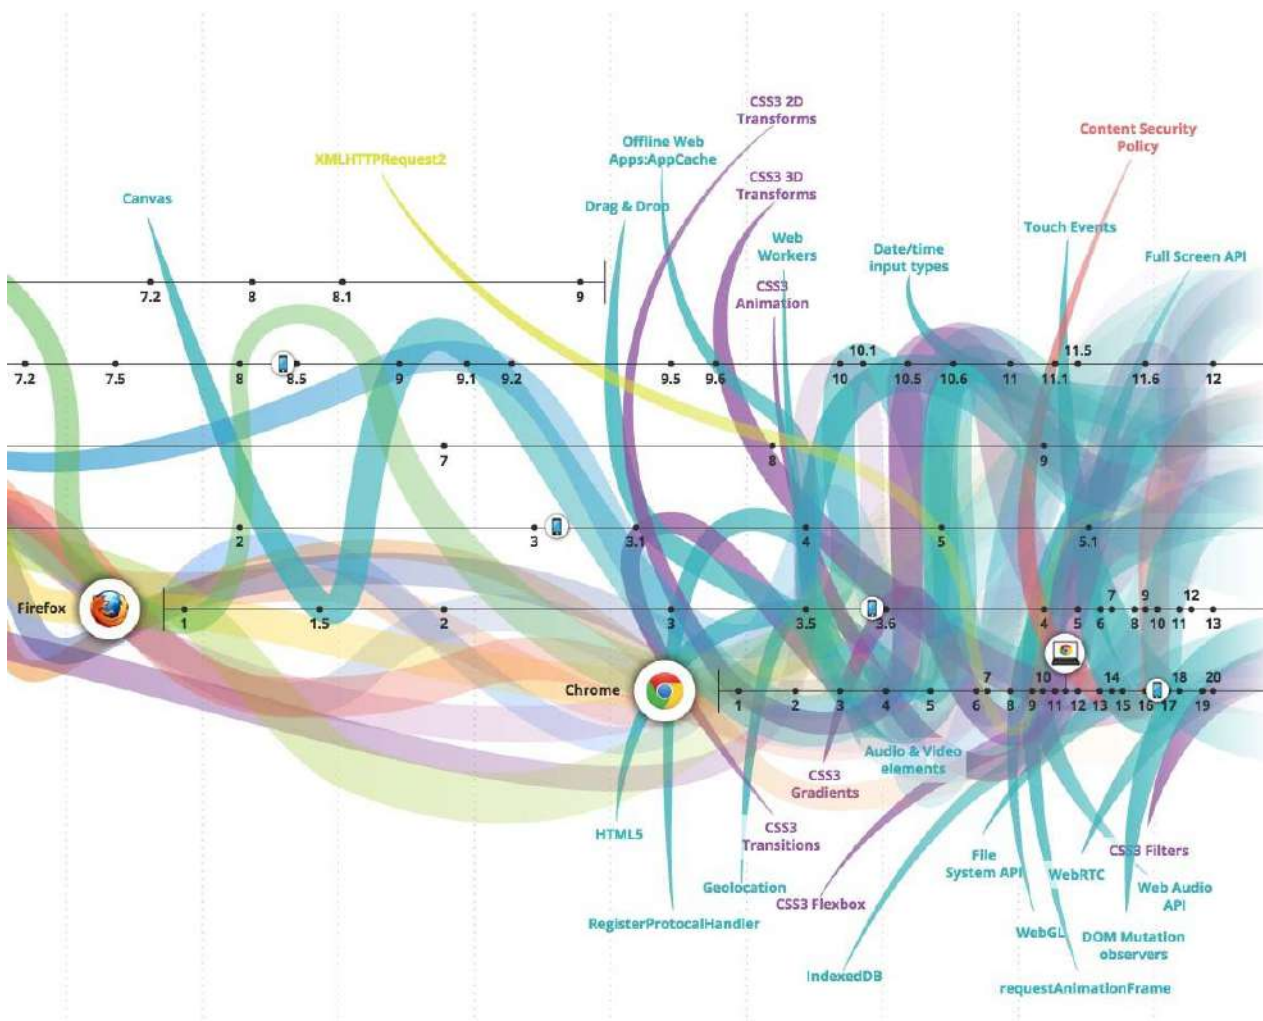 CSS3 2D
Transforms
Content Security
Policy
Offline Web
Apps:AppCache
XMLHTTPRequest2
CSS3 3D
Transforms
Canvas
Drag & Drop
Touch Events
Web
Workers
Date/time
input types
Full Screen API
CSS3
Animation
7.2 8 8.1 9
10.1 11.5
7.2 7.5 8 8.5 9 9.1 9.2 9.5 9.6 10 10.5 10.6 11 11.1 11.6 12
7 8 9
2 3 3.1 4 5 5.1
7 9 12
Firefox 1 1.5 2 3 3.5 3.6 4 5 6 8 10 11 13
7 10 14 18 20
Chrome 1 2 3 4 5 6 8 9 11 12 13 15 16 17 19
Audio & Video
elements
CSS3
Gradients
HTML5
CSS3
Transitions
File
System API
CSS3 Filters
WebRTC
Geolocation
Web Audio
API
CSS3 Flexbox
RegisterProtocalHandler
WebGL
DOM Mutation
observers
IndexedDB
requestAnimationFrame